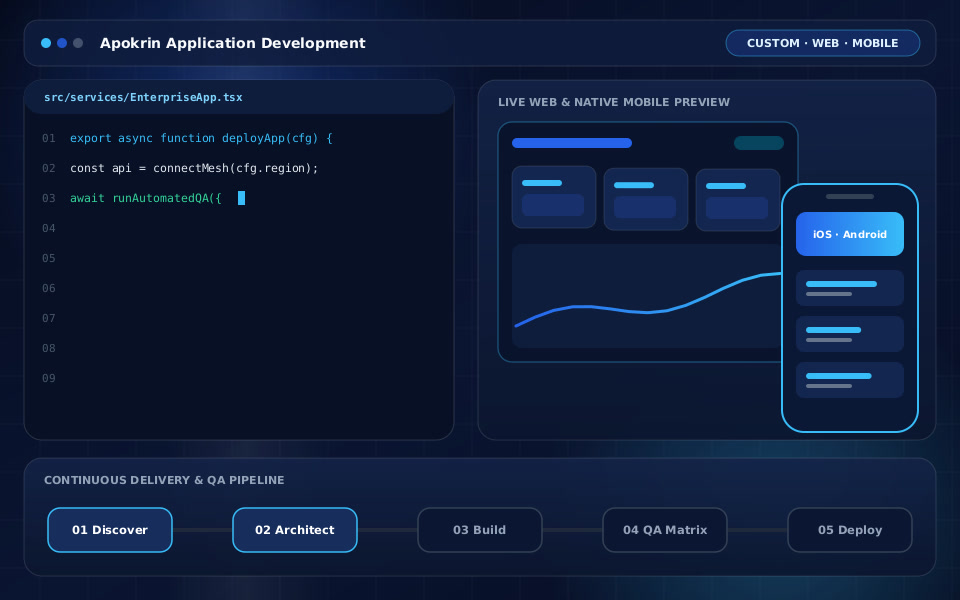 Apokrin Application Development
CUSTOM · WEB · MOBILE
src/services/EnterpriseApp.tsx
01 export async function deployApp(cfg) {
02 const api = connectMesh(cfg.region);
03 await runAutomatedQA({
04
05
06
07
08
09
LIVE WEB & NATIVE MOBILE PREVIEW
iOS · Android
CONTINUOUS DELIVERY & QA PIPELINE
01 Discover
02 Architect
03 Build
04 QA Matrix
05 Deploy